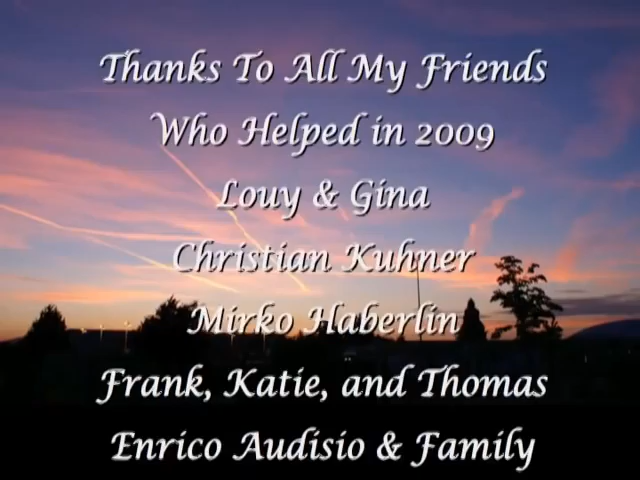 Thanks To All My Friends
Who Helped in 2009
Louy & Gina
Christian Kuhner
Mirko Haberlin
Frank, Katie, and Thomas
Enrico Audisio & Family